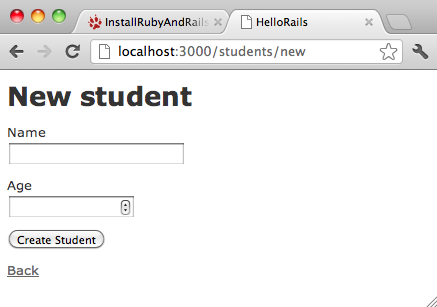 InstallRubyAndRails
HelloRails
localhost:3000/students/new
New student
Name
Age
Create Student
Back